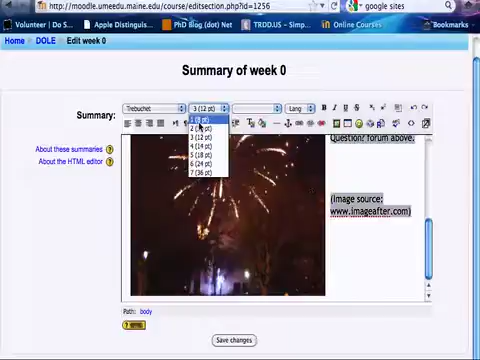 http://moodle.umeedu.maine.edu/course/editsection.php?id=1256
google sites
Volunteer | Do S...
Apple Distinguis...
PhD Blog (dot) Net
TRDD.US – Simp...
Online Courses
Bookmarks
Home
DOLE
Edit week 0
Summary of week 0
Summary:
Trebuchet
3 (12 pt)
Lang
B I U S
1 (8 pt)
2 (10 pt)
3 (12 pt)
4 (14 pt)
5 (18 pt)
6 (24 pt)
7 (36 pt)
About these summaries
About the HTML editor
Question? forum above.
(Image source:
www.imageafter.com)
Path: body
Save changes